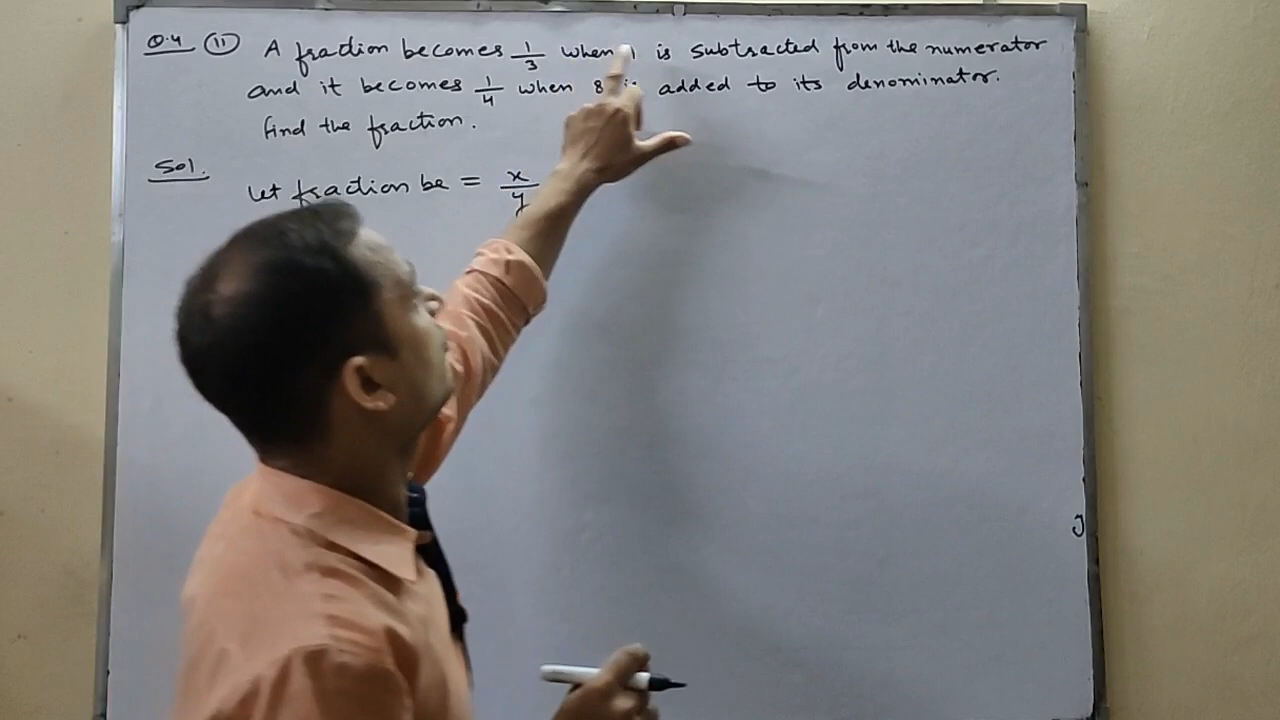 Q.4 (ii) A fraction becomes 1/3 when 1 is subtracted from the numerator
and it becomes 1/4 when 8 is added to its denominator.
find the fraction.
Sol.
let fraction be = x/y